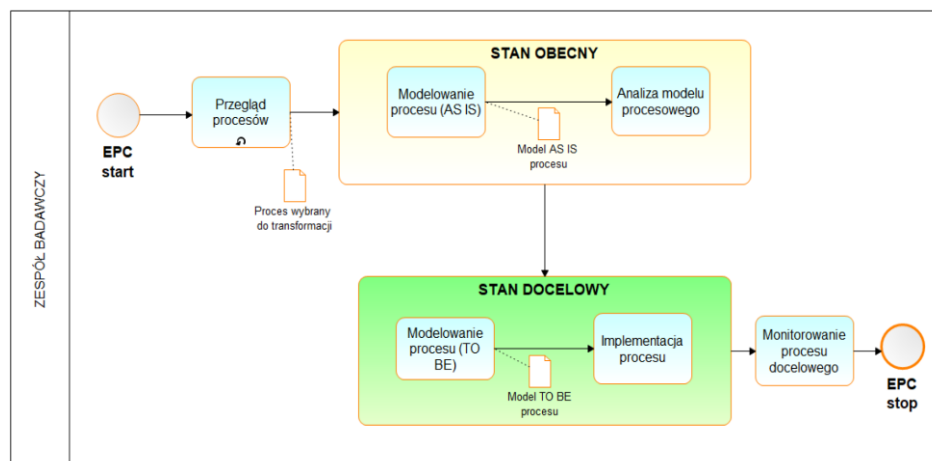 ZESPÓŁ BADAWCZY
EPC
start
Przegląd
procesów
Proces wybrany
do transformacji
STAN OBECNY
Modelowanie
procesu (AS IS)
Model AS IS
procesu
Analiza modelu
procesowego
STAN DOCELOWY
Modelowanie
procesu (TO
BE)
Model TO BE
procesu
Implementacja
procesu
Monitorowanie
procesu
docelowego
EPC
stop